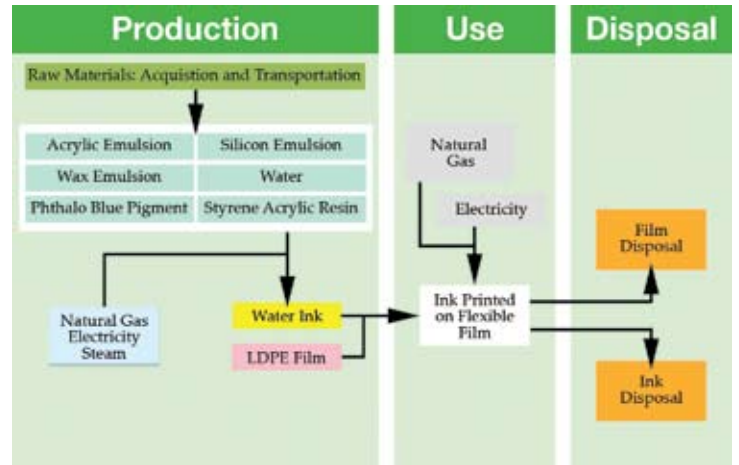 Production
Use
Disposal
Raw Materials: Acquistion and Transportation
Acrylic Emulsion
Silicon Emulsion
Wax Emulsion
Water
Phthalo Blue Pigment
Styrene Acrylic Resin
Natural Gas
Electricity
Steam
Water Ink
LDPE Film
Natural
Gas
Electricity
Ink Printed
on Flexible
Film
Film
Disposal
Ink
Disposal